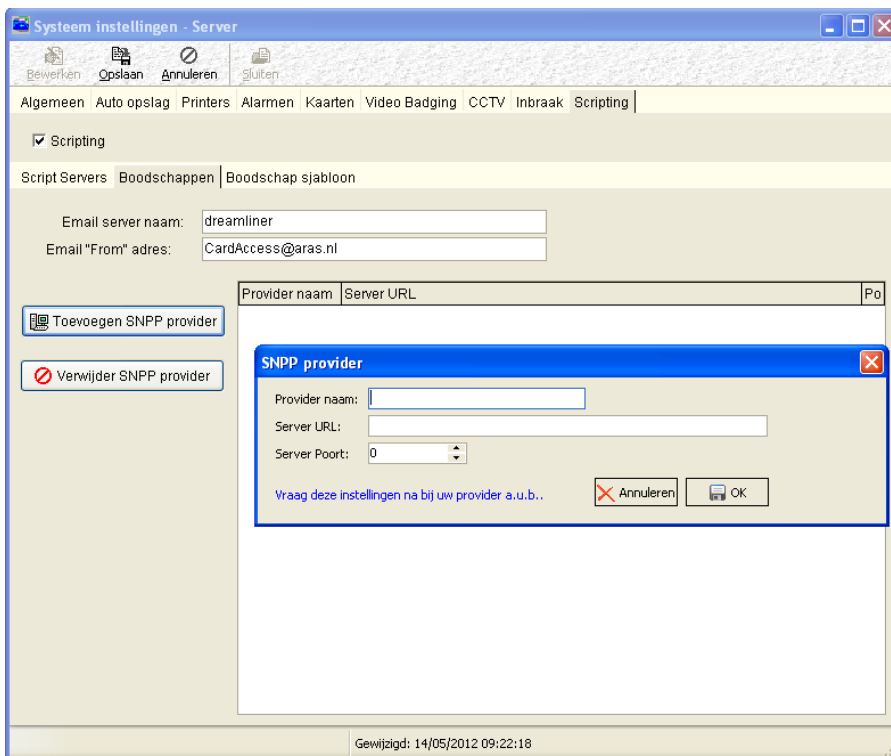 Systeem instellingen - Server
Bewerken Opslaan Annuleren Sluiten
Algemeen Auto opslag Printers Alarmen Kaarten Video Badging CCTV Inbraak Scripting
Scripting
Script Servers Boodschappen Boodschap sjabloon
Email server naam: dreamliner
Email "From" adres: CardAccess@aras.nl
Provider naam Server URL Po
Toevoegen SNPP provider
Verwijder SNPP provider
SNPP provider
Provider naam:
Server URL:
Server Poort: 0
Vraag deze instellingen na bij uw provider a.u.b..
Annuleren OK
Gewijzigd: 14/05/2012 09:22:18